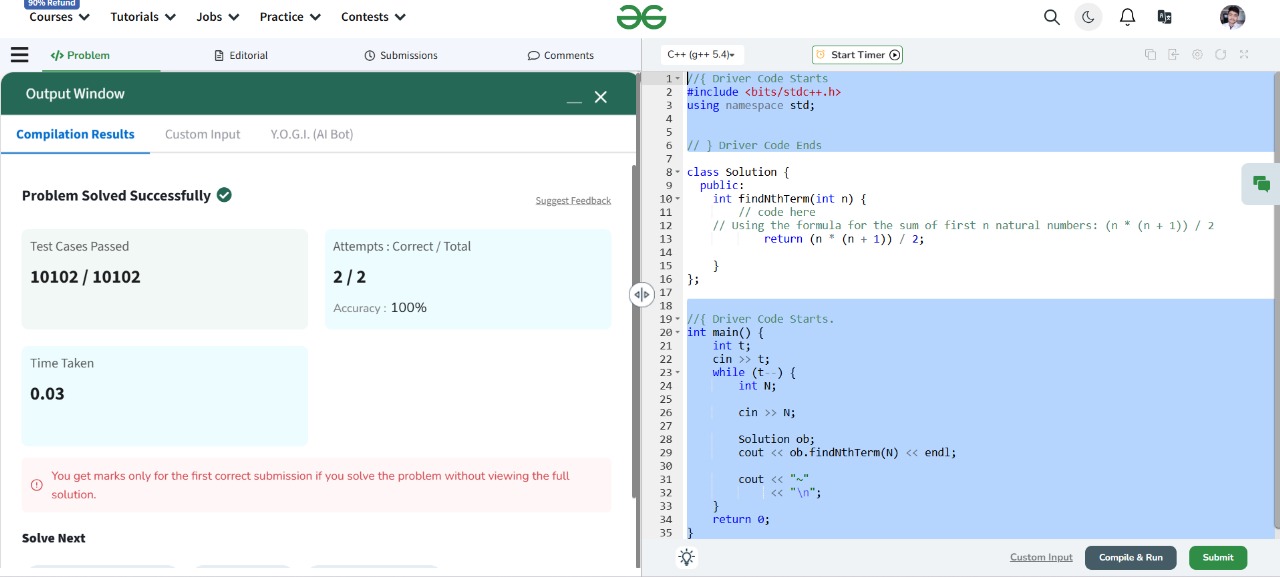 90% Refund
Courses Tutorials Jobs Practice Contests
Problem Editorial Submissions Comments
Output Window
Compilation Results Custom Input Y.O.G.I. (AI Bot)
Problem Solved Successfully
Suggest Feedback
Test Cases Passed
10102 / 10102
Attempts : Correct / Total
2 / 2
Accuracy : 100%
Time Taken
0.03
You get marks only for the first correct submission if you solve the problem without viewing the full
solution.
Solve Next
C++ (g++ 5.4) Start Timer
1 //{ Driver Code Starts
2 #include <bits/stdc++.h>
3 using namespace std;
4
5
6 // } Driver Code Ends
7
8 class Solution {
9 public:
10 int findNthTerm(int n) {
11 // code here
12 // Using the formula for the sum of first n natural numbers: (n * (n + 1)) / 2
13 return (n * (n + 1)) / 2;
14
15 }
16 };
17
18
19 //{ Driver Code Starts.
20 int main() {
21 int t;
22 cin >> t;
23 while (t--) {
24 int N;
25
26 cin >> N;
27
28 Solution ob;
29 cout << ob.findNthTerm(N) << endl;
30
31 cout << "~"
32 << "\n";
33 }
34 return 0;
35 }
Custom Input Compile & Run Submit